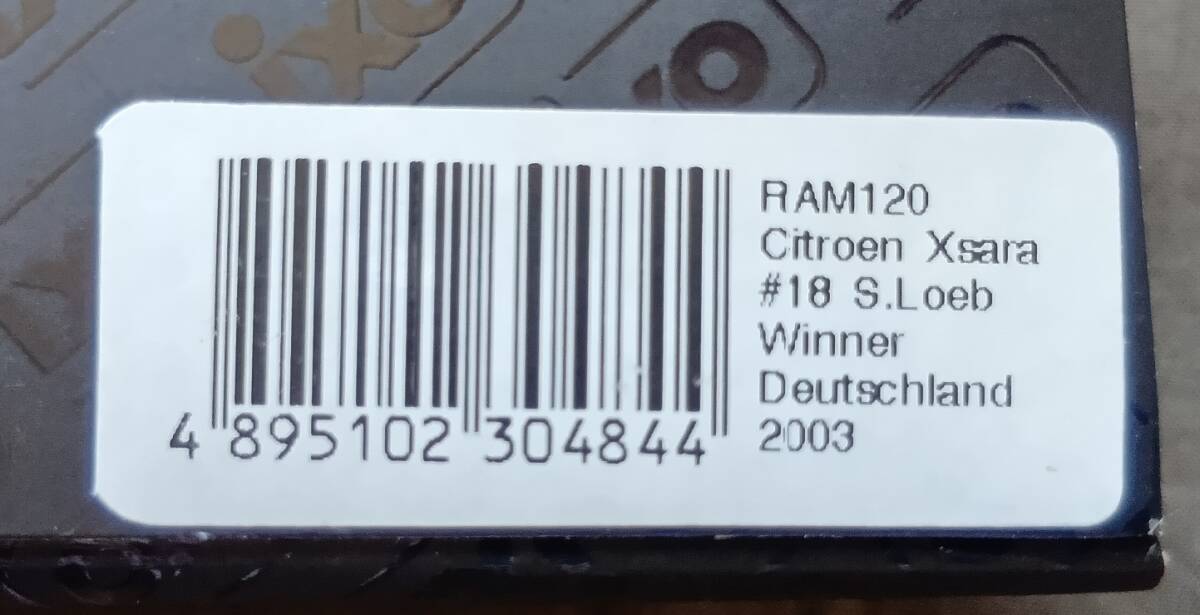 RAM120
Citroen Xsara
#18 S.Loeb
Winner
Deutschland
2003
4 895102 304844